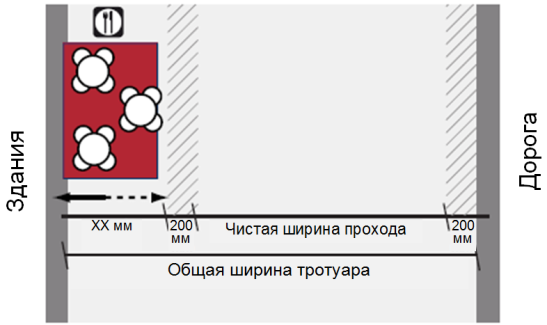 Здания
Дорога
XX мм
200
мм
Чистая ширина прохода
200
мм
Общая ширина тротуара